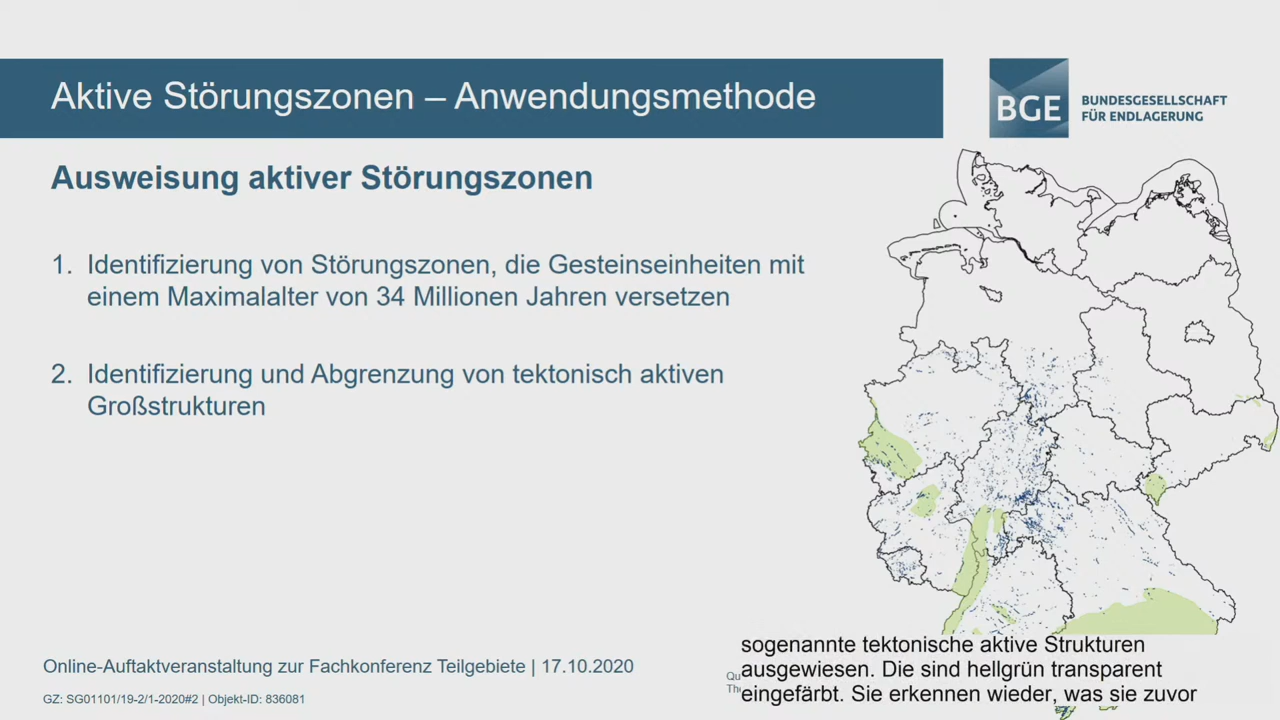 Aktive Störungszonen – Anwendungsmethode
BGE
BUNDESGESELLSCHAFT
FÜR ENDLAGERUNG
Ausweisung aktiver Störungszonen
1. Identifizierung von Störungszonen, die Gesteinseinheiten mit
einem Maximalalter von 34 Millionen Jahren versetzen
2. Identifizierung und Abgrenzung von tektonisch aktiven
Großstrukturen
Online-Auftaktveranstaltung zur Fachkonferenz Teilgebiete | 17.10.2020
GZ: SG01101/19-2/1-2020#2 | Objekt-ID: 836081
sogenannte tektonische aktive Strukturen
ausgewiesen. Die sind hellgrün transparent
eingefärbt. Sie erkennen wieder, was sie zuvor